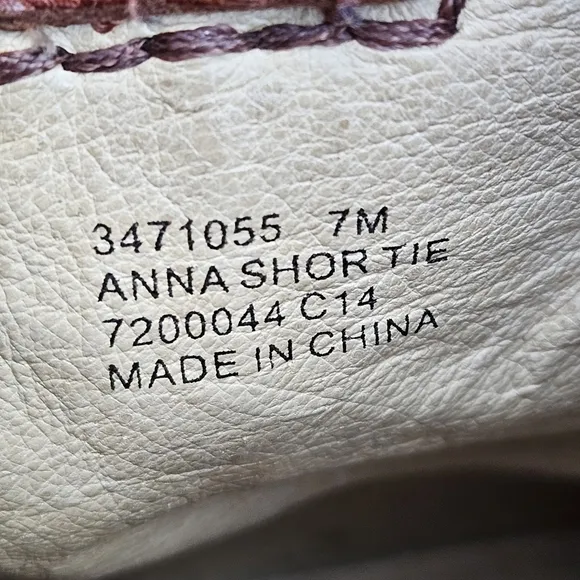 3471055 7M
ANNA SHOR TIE
7200044 C14
MADE IN CHINA